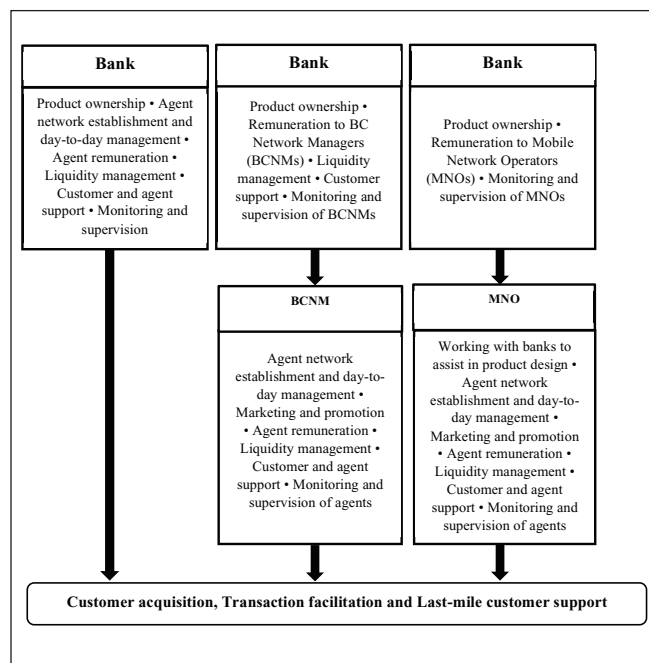 Bank
Product ownership • Agent
network establishment and
day-to-day management •
Agent remuneration •
Liquidity management •
Customer and agent
support • Monitoring and
supervision
Bank
Product ownership •
Remuneration to BC
Network Managers
(BCNMs) • Liquidity
management • Customer
support • Monitoring and
supervision of BCNMs
Bank
Product ownership •
Remuneration to Mobile
Network Operators
(MNOs) • Monitoring and
supervision of MNOs
BCNM
Agent network
establishment and day-to-
day management •
Marketing and promotion
• Agent remuneration •
Liquidity management •
Customer and agent
support • Monitoring and
supervision of agents
MNO
Working with banks to
assist in product design •
Agent network
establishment and day-to-
day management •
Marketing and promotion
• Agent remuneration •
Liquidity management •
Customer and agent
support • Monitoring and
supervision of agents
Customer acquisition, Transaction facilitation and Last-mile customer support